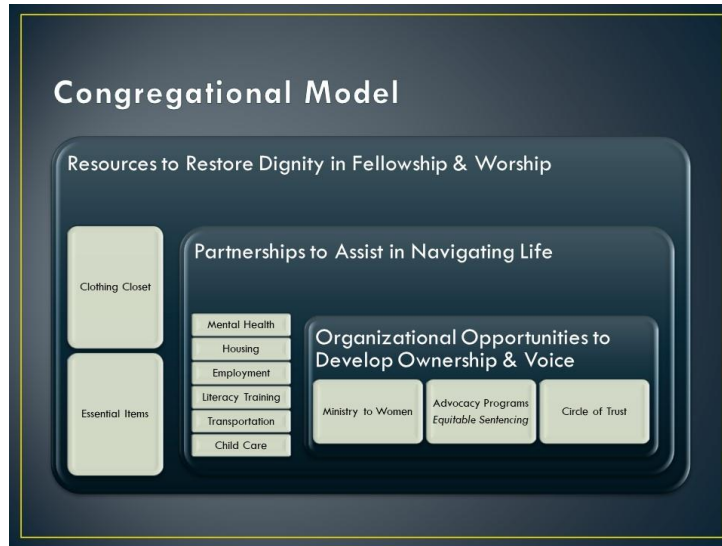 Congregational Model
Resources to Restore Dignity in Fellowship & Worship
Clothing Closet
Essential Items
Partnerships to Assist in Navigating Life
Mental Health
Housing
Employment
Literacy Training
Transportation
Child Care
Organizational Opportunities to
Develop Ownership & Voice
Ministry to Women
Advocacy Programs
Equitable Sentencing
Circle of Trust